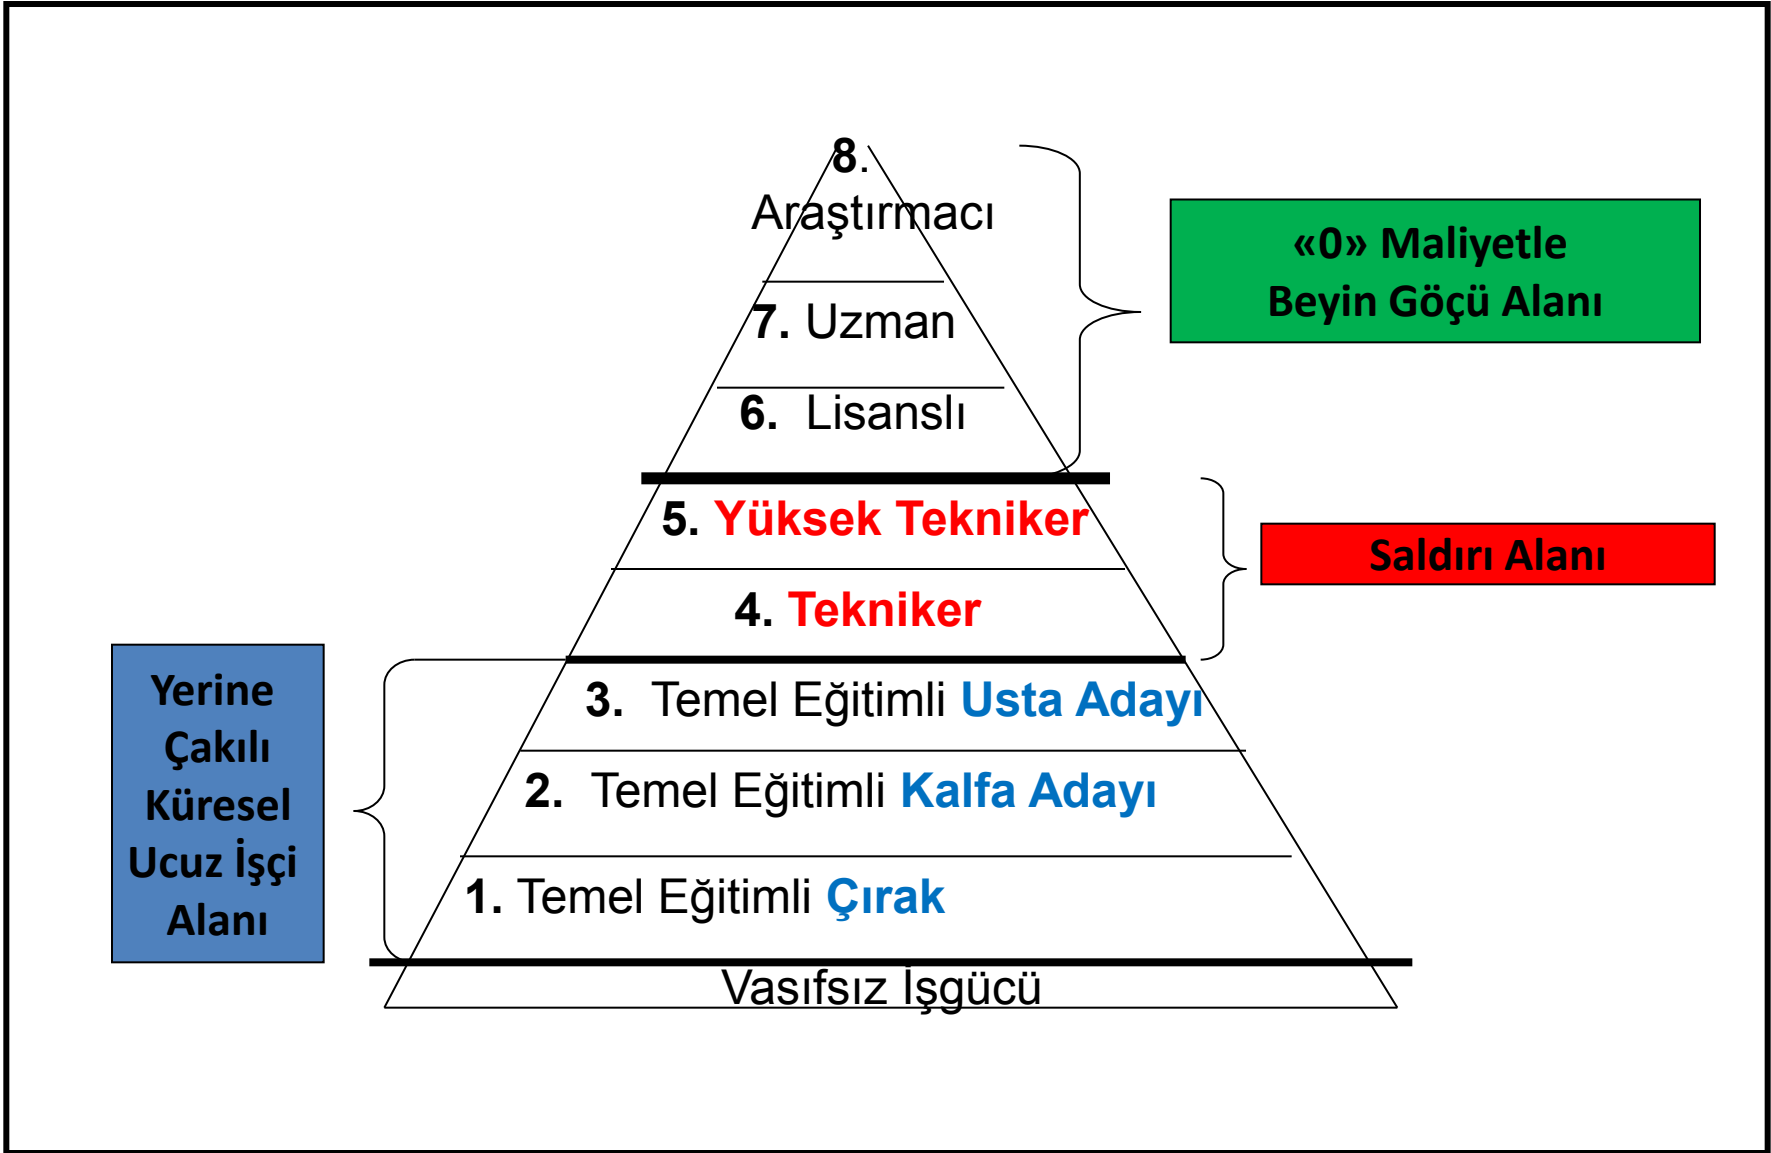 8.
Araştırmacı
7. Uzman
6. Lisanslı
«0» Maliyetle
Beyin Göçü Alanı
5. Yüksek Tekniker
4. Tekniker
Saldırı Alanı
3. Temel Eğitimli Usta Adayı
2. Temel Eğitimli Kalfa Adayı
1. Temel Eğitimli Çırak
Vasıfsız İşgücü
Yerine
Çakılı
Küresel
Ucuz İşçi
Alanı